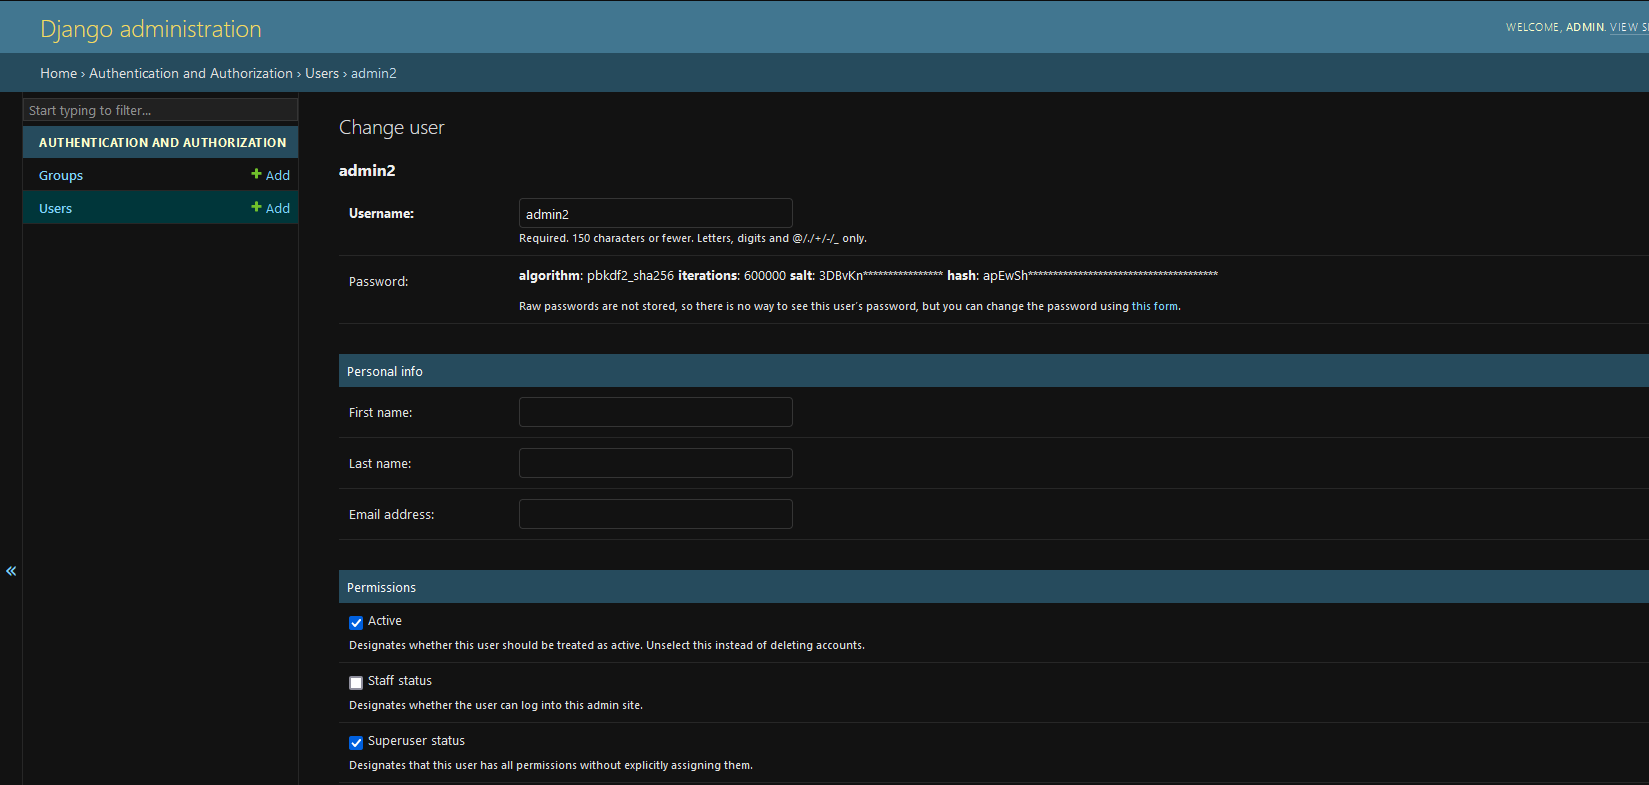 Django administration
WELCOME, ADMIN. VIEW
Home › Authentication and Authorization › Users › admin2
Start typing to filter...
AUTHENTICATION AND AUTHORIZATION
Groups + Add
Users + Add
Change user
admin2
Username: admin2
Required. 150 characters or fewer. Letters, digits and @/./+/-/_ only.
Password: algorithm: pbkdf2_sha256 iterations: 600000 salt: 3DBvKn**************** hash: apEwSh**************************************
Raw passwords are not stored, so there is no way to see this user's password, but you can change the password using this form.
Personal info
First name:
Last name:
Email address:
«
Permissions
Active
Designates whether this user should be treated as active. Unselect this instead of deleting accounts.
Staff status
Designates whether the user can log into this admin site.
Superuser status
Designates that this user has all permissions without explicitly assigning them.